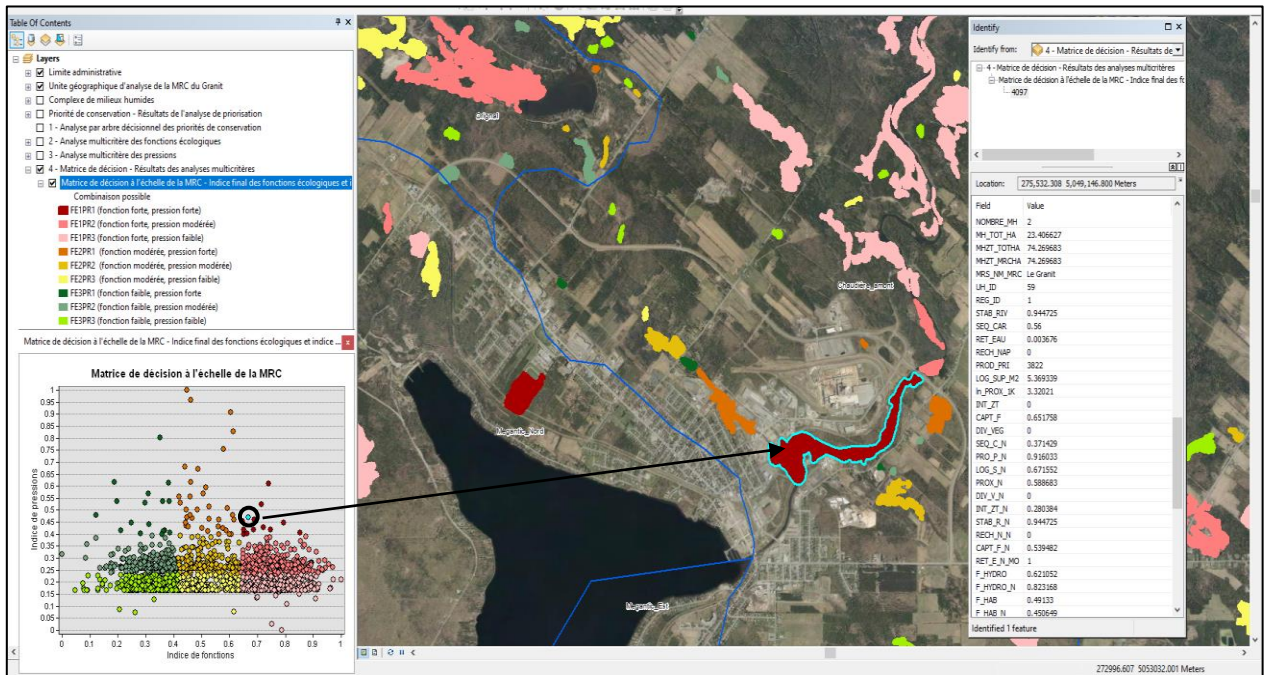 Table Of Contents
Layers
Limite administrative
Unite géographique d'analyse de la MRC du Granit
Complexe de milieux humides
Priorité de conservation - Résultats de l'analyse de priorisation
1 - Analyse par arbre décisionnel des priorités de conservation
2 - Analyse multicritère des fonctions écologiques
3 - Analyse multicritère des pressions
4 - Matrice de décision - Résultats des analyses multicritères
Matrice de décision à l'échelle de la MRC - Indice final des fonctions écologiques et i
Combinaison possible
FE1PR1 (fonction forte, pression forte)
FE1PR2 (fonction forte, pression modérée)
FE1PR3 (fonction forte, pression faible)
FE2PR1 (fonction modérée, pression forte)
FE2PR2 (fonction modérée, pression modérée)
FE2PR3 (fonction modérée, pression faible)
FE3PR1 (fonction faible, pression forte
FE3PR2 (fonction faible, pression modérée)
FE3PR3 (fonction faible, pression faible)
Matrice de décision à l'échelle de la MRC - Indice final des fonctions écologiques et indice ...
Matrice de décision à l'échelle de la MRC
Indice de pressions
1
0.95
0.9
0.85
0.8
0.75
0.7
0.65
0.6
0.55
0.5
0.45
0.4
0.35
0.3
0.25
0.2
0.15
0.1
0.05
0
0 0.1 0.2 0.3 0.4 0.5 0.6 0.7 0.8 0.9 1
Indice de fonctions
Orignal
Chaudière_amont
Megantic_Nord
Megantic_Est
Identify
Identify from: 4 - Matrice de décision - Résultats de
4 - Matrice de décision - Résultats des analyses multicritères
Matrice de décision à l'échelle de la MRC - Indice final des fo
4097
Location: 275,532.308 5,049,146.800 Meters
Field Value
NOMBRE_MH 2
MH_TOT_HA 23.406627
MHZT_TOTHA 74.269683
MHZT_MRCHA 74.269683
MRS_NM_MRC Le Granit
UH_ID 59
REG_ID 1
STAB_RIV 0.944725
SEQ_CAR 0.56
RET_EAU 0.003676
RECH_NAP 0
PROD_PRI 3822
LOG_SUP_M2 5.369339
ln_PROX_1K 3.32021
INT_ZT 0
CAPT_F 0.651758
DIV_VEG 0
SEQ_C_N 0.371429
PRO_P_N 0.916033
LOG_S_N 0.671552
PROX_N 0.588683
DIV_V_N 0
INT_ZT_N 0.280384
STAB_R_N 0.944725
RECH_N_N 0
CAPT_F_N 0.539482
RET_E_N_MO 1
F_HYDRO 0.621052
F_HYDRO_N 0.823168
F_HAB 0.49133
F_HAB_N 0.450649
Identified 1 feature
272996.607 5053032.001 Meters